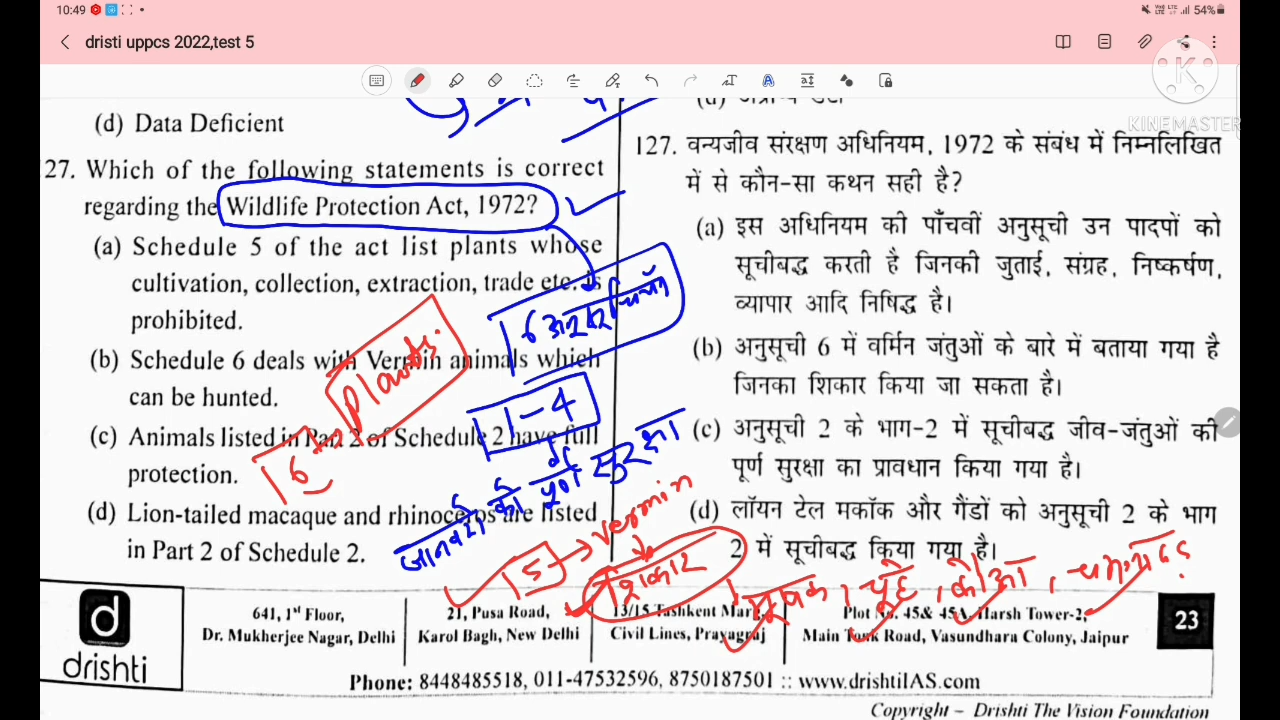 10:49
54%
dristi uppcs 2022,test 5
KINEMASTER
(d) Data Deficient
27. Which of the following statements is correct
regarding the Wildlife Protection Act, 1972?
(a) Schedule 5 of the act list plants whose
cultivation, collection, extraction, trade etc. is
prohibited.
(b) Schedule 6 deals with Vermin animals which
can be hunted.
(c) Animals listed in Part 2 of Schedule 2 have full
protection.
(d) Lion-tailed macaque and rhinoceros are listed
in Part 2 of Schedule 2.
127. वन्यजीव संरक्षण अधिनियम, 1972 के संबंध में निम्नलिखित
में से कौन-सा कथन सही है?
(a) इस अधिनियम की पाँचवीं अनुसूची उन पादपों को
सूचीबद्ध करती है जिनकी जुताई, संग्रह, निष्कर्षण,
व्यापार आदि निषिद्ध है।
(b) अनुसूची 6 में वर्मिन जंतुओं के बारे में बताया गया है
जिनका शिकार किया जा सकता है।
(c) अनुसूची 2 के भाग-2 में सूचीबद्ध जीव-जंतुओं को
पूर्ण सुरक्षा का प्रावधान किया गया है।
(d) लॉयन टेल मकॉक और गैंडों को अनुसूची 2 के भाग
2 में सूचीबद्ध किया गया है।
6
1-4
Plants.
6
को पूर्ण सुरक्षा
5 → vermin
शिकार
चूहे, कौआ,
drishti
641, 1st Floor,
Dr. Mukherjee Nagar, Delhi
21, Pusa Road,
Karol Bagh, New Delhi
13/15 Tashkent Marg,
Civil Lines, Prayagraj
Plot No. 45& 45A, Harsh Tower-2,
Main Tonk Road, Vasundhara Colony, Jaipur
23
Phone: 8448485518, 011-47532596, 8750187501 :: www.drishtiIAS.com
Copyright – Drishti The Vision Foundation